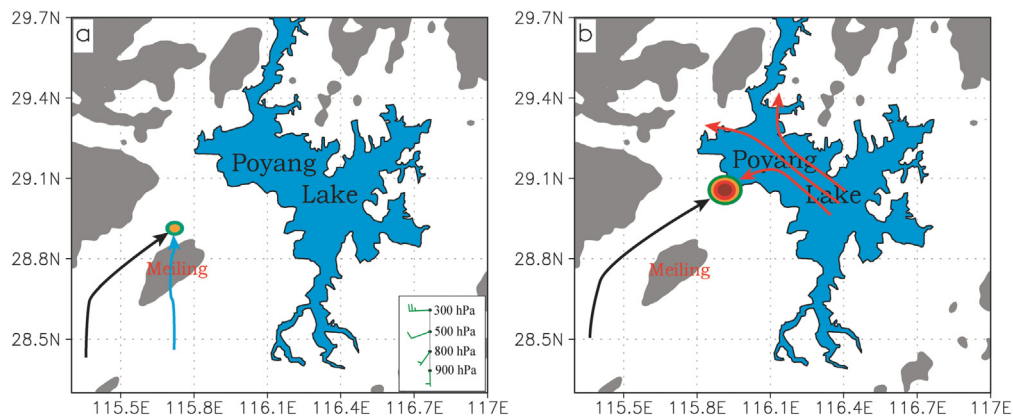 a
29.7N
29.4N
29.1N
28.8N
28.5N
115.5E
115.8E
116.1E
116.4E
116.7E
117E
Poyang
Lake
Meiling
300 hPa
500 hPa
800 hPa
900 hPa
b
29.7N
29.4N
29.1N
28.8N
28.5N
115.5E
115.8E
116.1E
116.4E
116.7E
117E
Poyang
Lake
Meiling